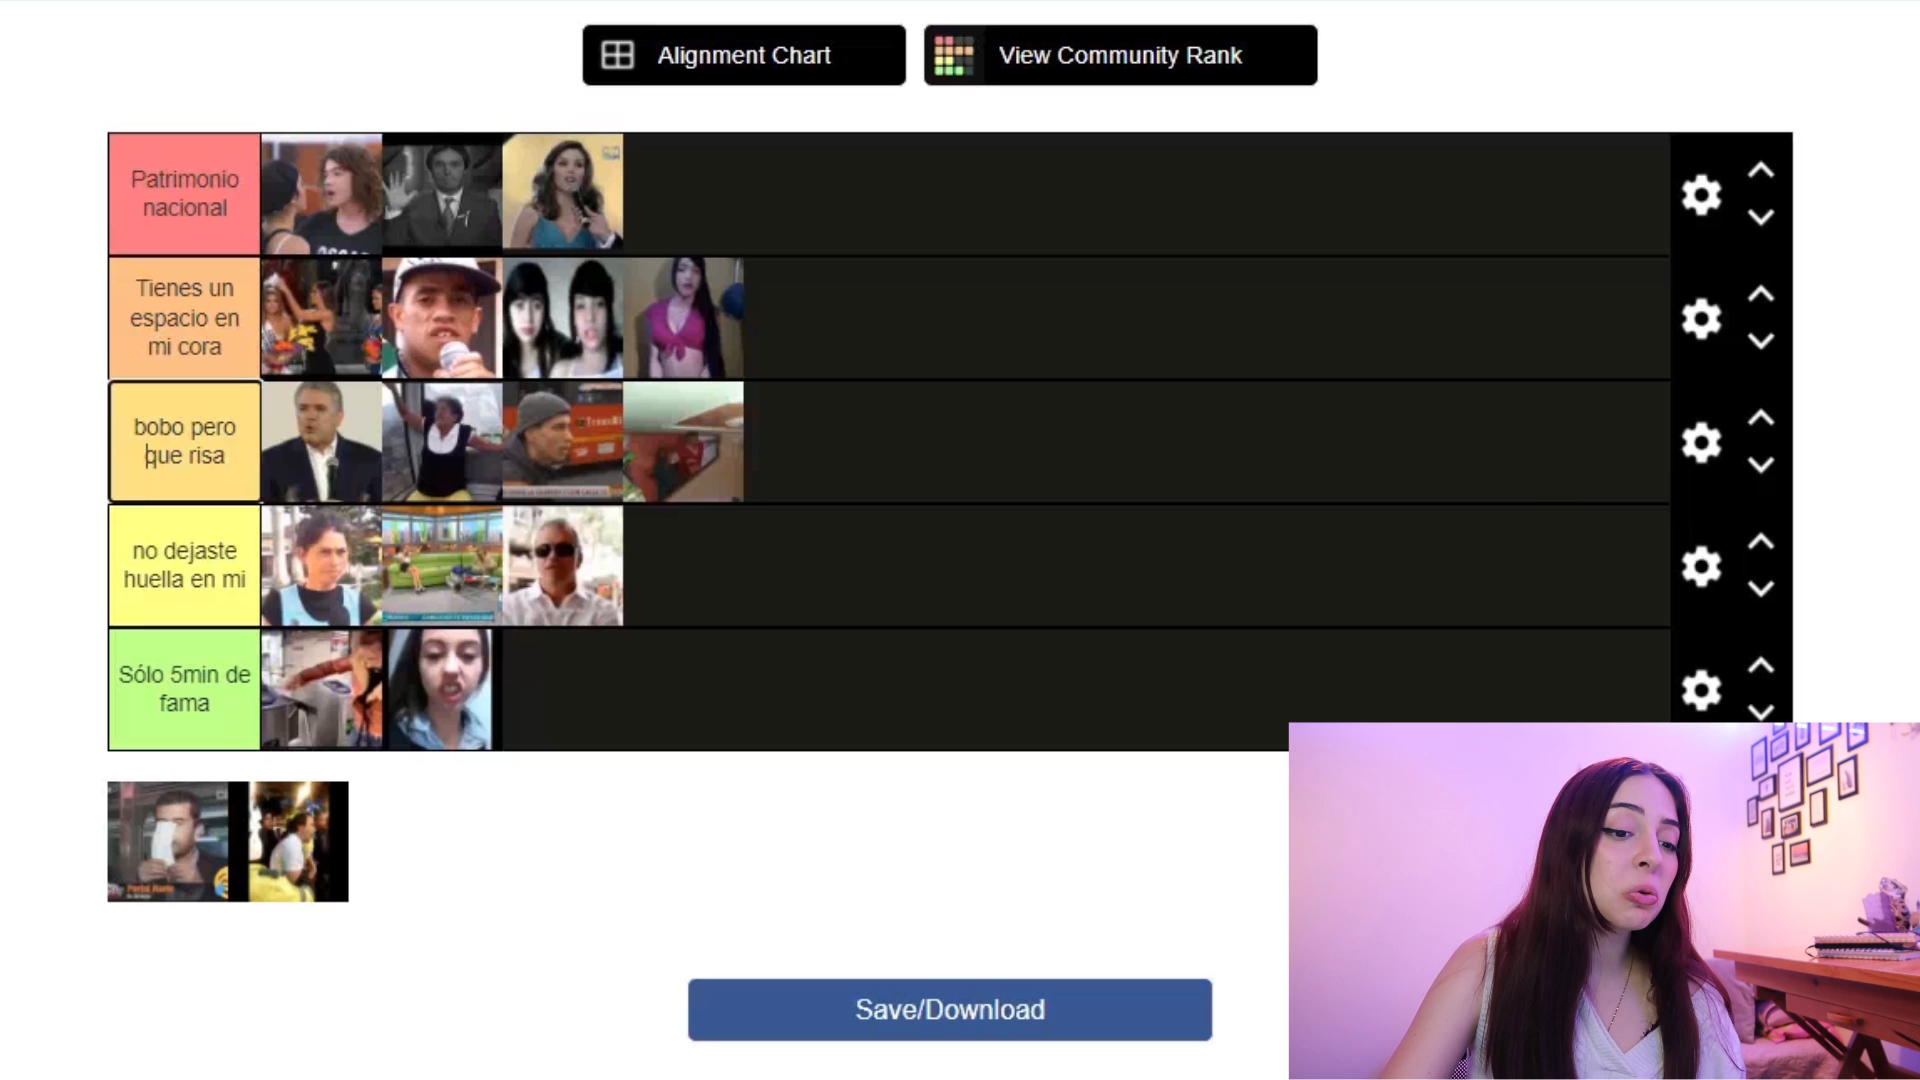 Alignment Chart
View Community Rank
Patrimonio
nacional
Tienes un
espacio en
mi cora
bobo pero
que risa
no dejaste
huella en mi
Sólo 5min de
fama
Save/Download